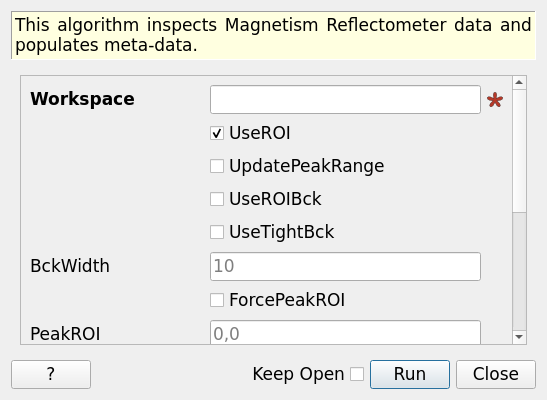 This algorithm inspects Magnetism Reflectometer data and
populates meta-data.
Workspace
UseROI
UpdatePeakRange
UseROIBck
UseTightBck
BckWidth 10
ForcePeakROI
PeakROI 0,0
? Keep Open Run Close